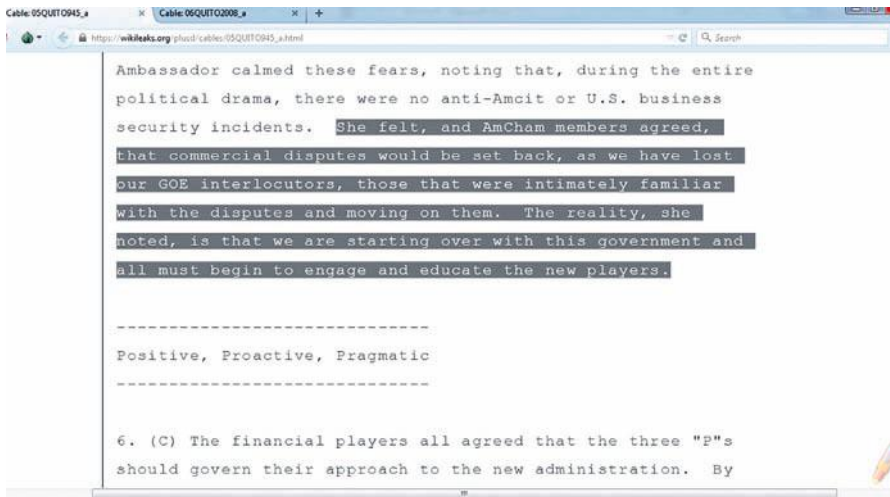 Cable: 05QUITO945_a
Cable: 06QUITO2008_a
https://wikileaks.org/plusd/cables/05QUITO945_a.html
Search
Ambassador calmed these fears, noting that, during the entire
political drama, there were no anti-Amcit or U.S. business
security incidents. She felt, and AmCham members agreed,
that commercial disputes would be set back, as we have lost
our GOE interlocutors, those that were intimately familiar
with the disputes and moving on them. The reality, she
noted, is that we are starting over with this government and
all must begin to engage and educate the new players.
-------------------------------
Positive, Proactive, Pragmatic
-------------------------------
6. (C) The financial players all agreed that the three "P"s
should govern their approach to the new administration. By